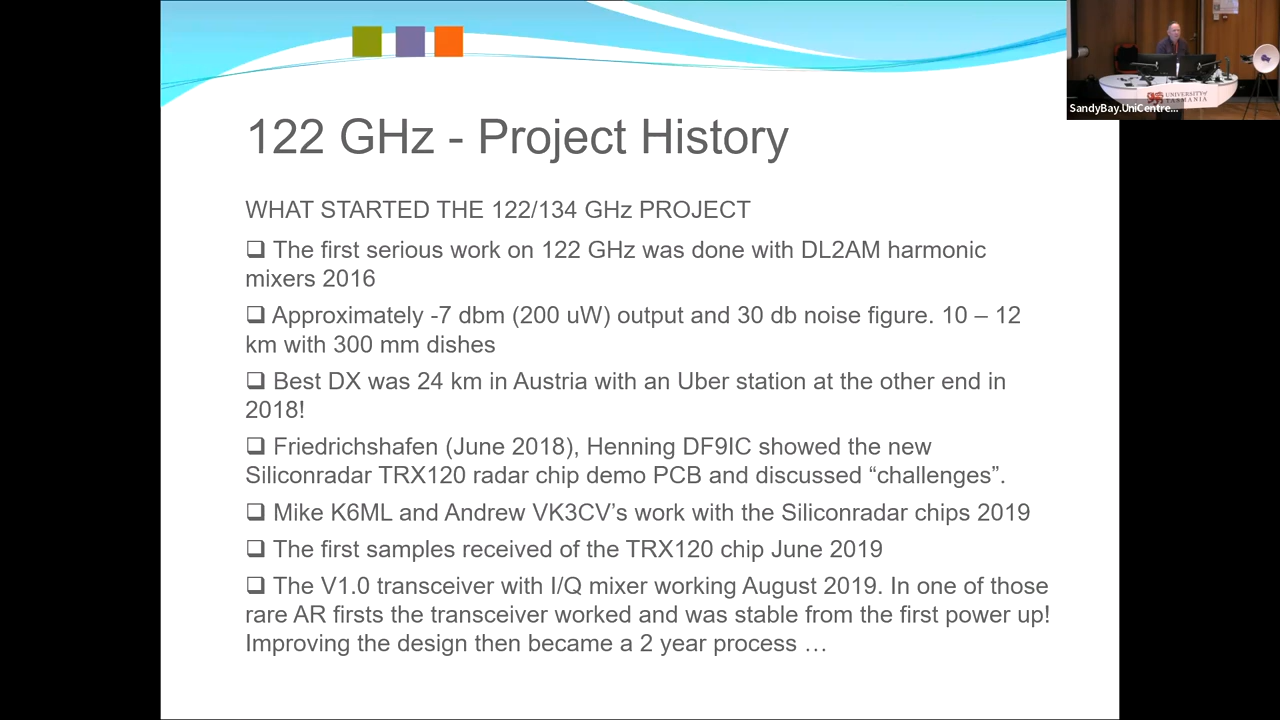 122 GHz - Project History
WHAT STARTED THE 122/134 GHz PROJECT
❑ The first serious work on 122 GHz was done with DL2AM harmonic
mixers 2016
❑ Approximately -7 dbm (200 uW) output and 30 db noise figure. 10 – 12
km with 300 mm dishes
❑ Best DX was 24 km in Austria with an Uber station at the other end in
2018!
❑ Friedrichshafen (June 2018), Henning DF9IC showed the new
Siliconradar TRX120 radar chip demo PCB and discussed “challenges”.
❑ Mike K6ML and Andrew VK3CV’s work with the Siliconradar chips 2019
❑ The first samples received of the TRX120 chip June 2019
❑ The V1.0 transceiver with I/Q mixer working August 2019. In one of those
rare AR firsts the transceiver worked and was stable from the first power up!
Improving the design then became a 2 year process …
UNIVERSITY of
TASMANIA
SandyBay.UniCentre...